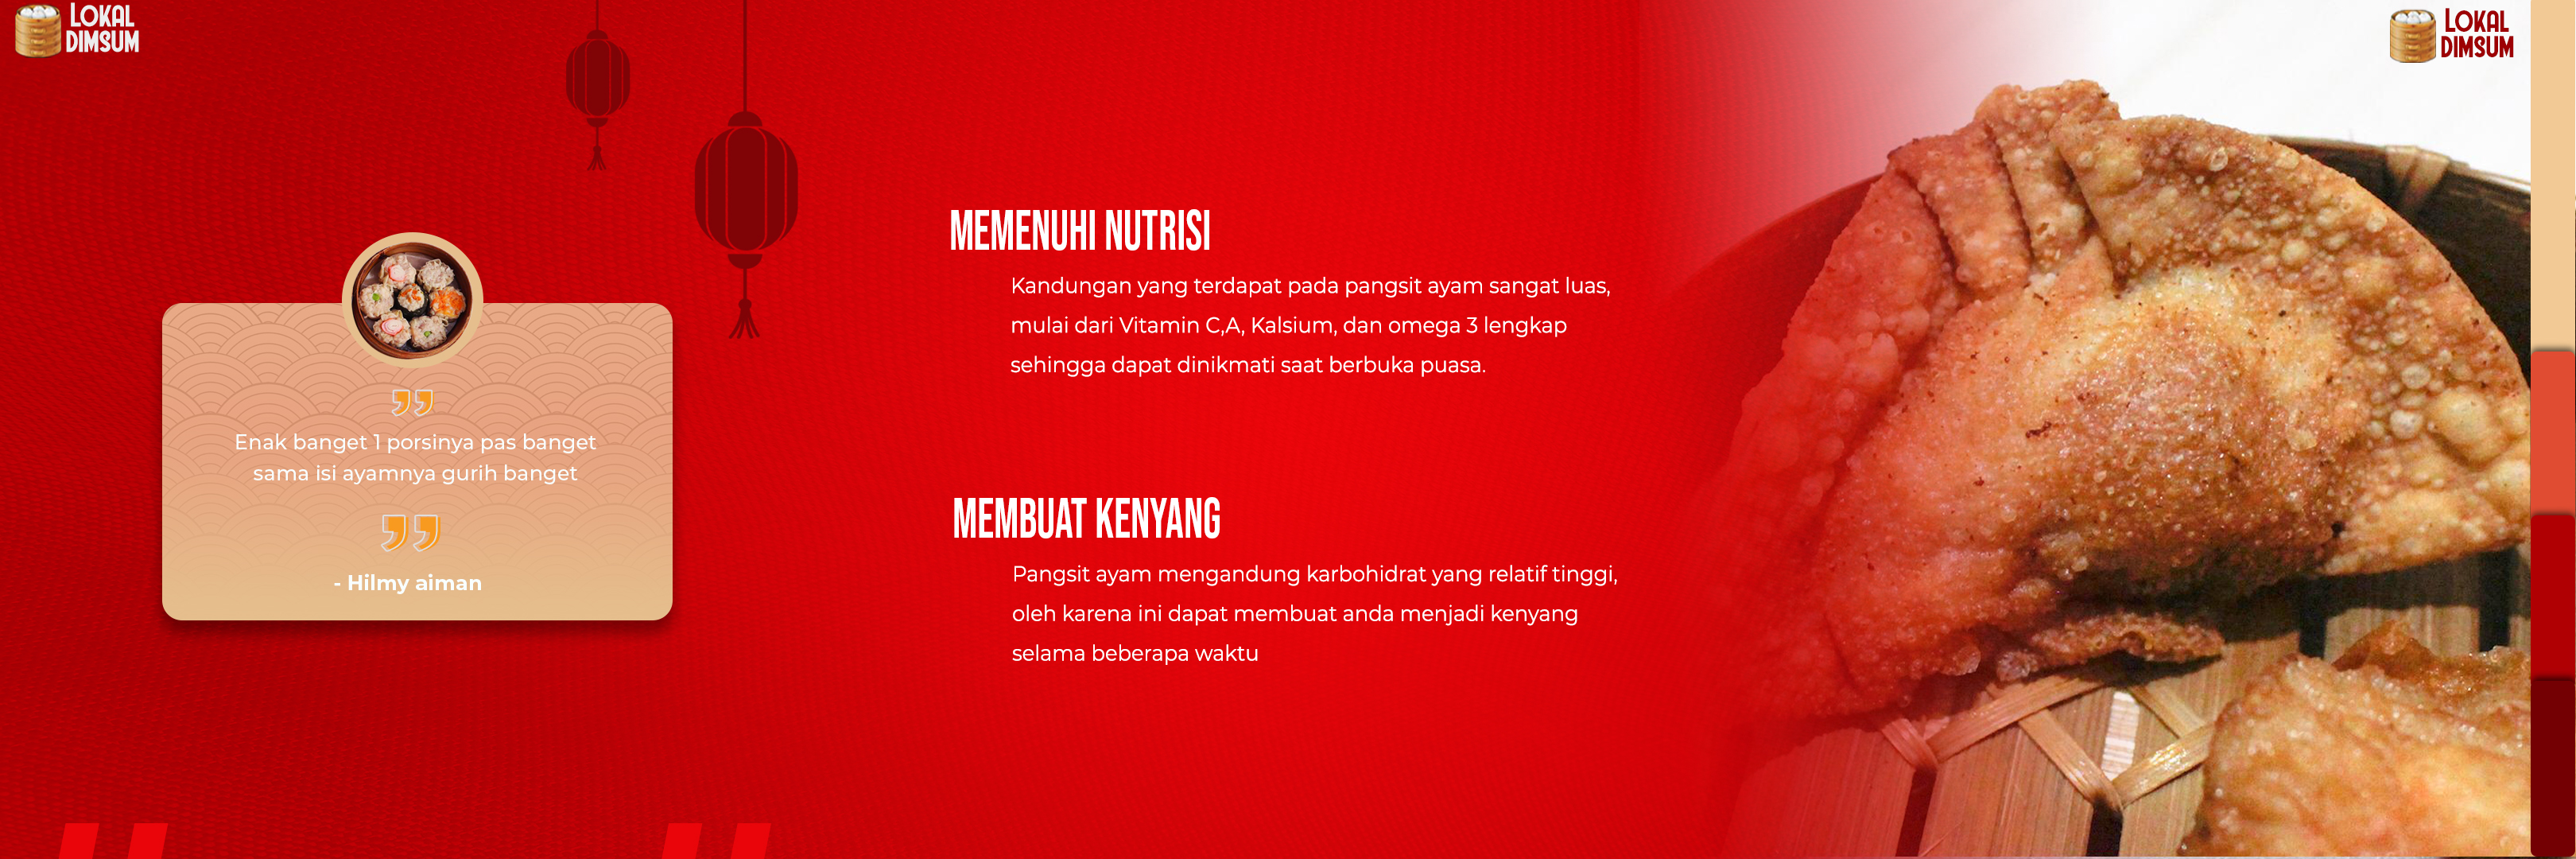 LOKAL
DIMSUM
Enak banget 1 porsinya pas banget
sama isi ayamnya gurih banget
- Hilmy aiman
MEMENUHI NUTRISI
Kandungan yang terdapat pada pangsit ayam sangat luas,
mulai dari Vitamin C,A, Kalsium, dan omega 3 lengkap
sehingga dapat dinikmati saat berbuka puasa.
MEMBUAT KENYANG
Pangsit ayam mengandung karbohidrat yang relatif tinggi,
oleh karena ini dapat membuat anda menjadi kenyang
selama beberapa waktu
LOKAL
DIMSUM